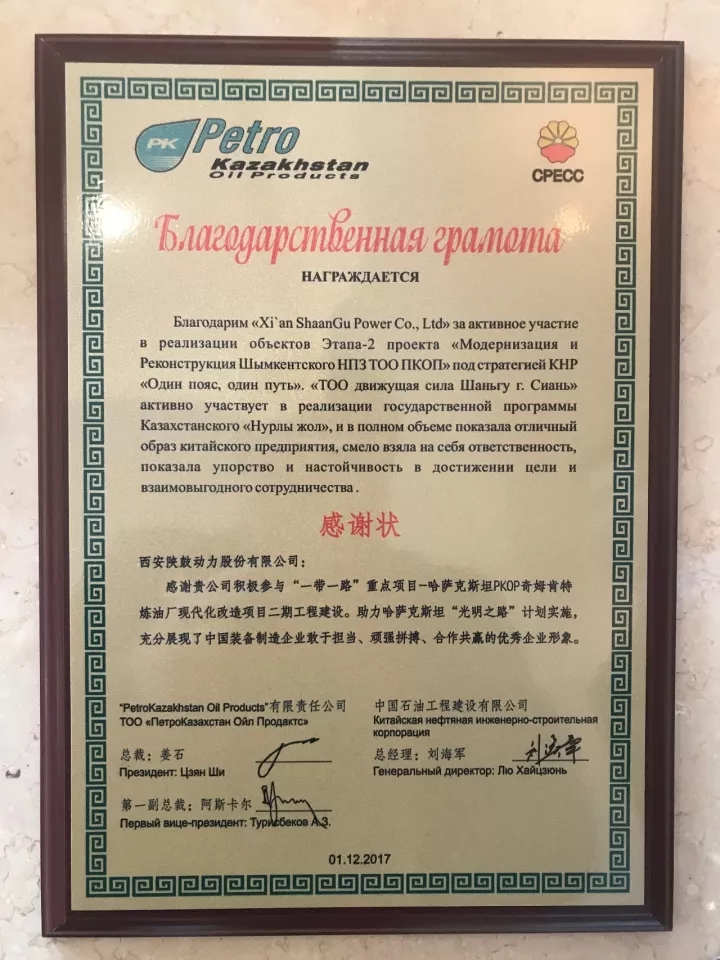 PK
Petro
Kazakhstan
Oil Products
CPECC
Благодарственная грамота
НАГРАЖДАЕТСЯ
Благодарим «Xi`an ShaanGu Power Co., Ltd» за активное участие
в реализации объектов Этапа-2 проекта «Модернизация и
Реконструкция Шымкентского НПЗ ТОО ПКОП» под стратегией КНР
«Один пояс, один путь». «ТОО движущая сила Шаньгу г. Сиань»
активно участвует в реализации государственной программы
Казахстанского «Нурлы жол», и в полном объеме показала отличный
образ китайского предприятия, смело взяла на себя ответственность,
показала упорство и настойчивость в достижении цели и
взаимовыгодного сотрудничества .
感谢状
西安陕鼓动力股份有限公司：
感谢贵公司积极参与“一带一路”重点项目-哈萨克斯坦PKOP奇姆肯特
炼油厂现代化改造项目二期工程建设。助力哈萨克斯坦“光明之路”计划实施，
充分展现了中国装备制造企业敢于担当、顽强拼搏、合作共赢的优秀企业形象。
“PetroKazakhstan Oil Products”有限责任公司
ТОО «ПетроКазахстан Ойл Продактс»
总裁：姜石
Президент: Цзян Ши
第一副总裁：阿斯卡尔
Первый вице-президент: Турисбеков А.З.
中国石油工程建设有限公司
Китайская нефтяная инженерно-строительная
корпорация
总经理：刘海军
Генеральный директор: Лю Хайцзюнь
01.12.2017